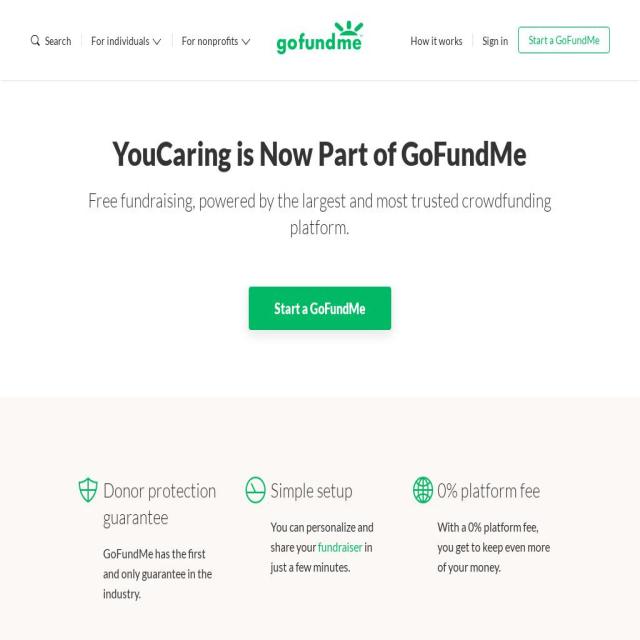 Search
For individuals
For nonprofits
gofundme
How it works
Sign in
Start a GoFundMe
YouCaring is Now Part of GoFundMe
Free fundraising, powered by the largest and most trusted crowdfunding
platform.
Start a GoFundMe
Donor protection
guarantee
GoFundMe has the first
and only guarantee in the
industry.
Simple setup
You can personalize and
share your fundraiser in
just a few minutes.
0% platform fee
With a 0% platform fee,
you get to keep even more
of your money.